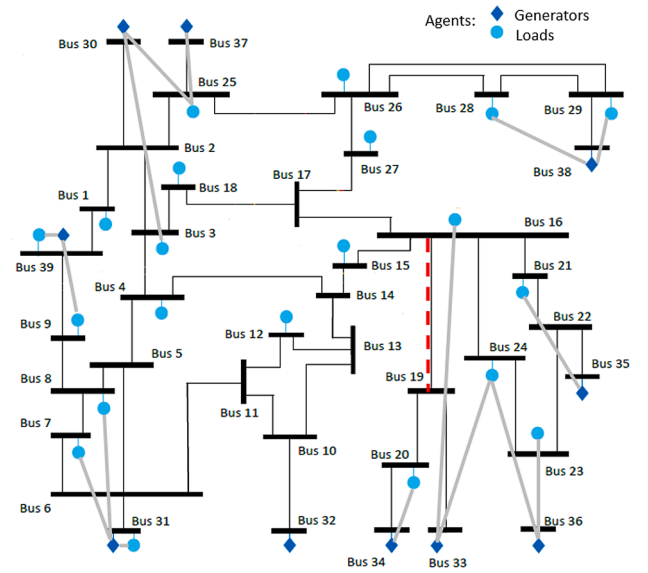 Agents:
Generators
Loads
Bus 30
Bus 37
Bus 25
Bus 26
Bus 28
Bus 29
Bus 2
Bus 27
Bus 38
Bus 17
Bus 18
Bus 1
Bus 3
Bus 16
Bus 39
Bus 15
Bus 21
Bus 4
Bus 14
Bus 9
Bus 12
Bus 13
Bus 22
Bus 5
Bus 24
Bus 35
Bus 8
Bus 19
Bus 11
Bus 7
Bus 10
Bus 20
Bus 23
Bus 6
Bus 31
Bus 32
Bus 36
Bus 34
Bus 33